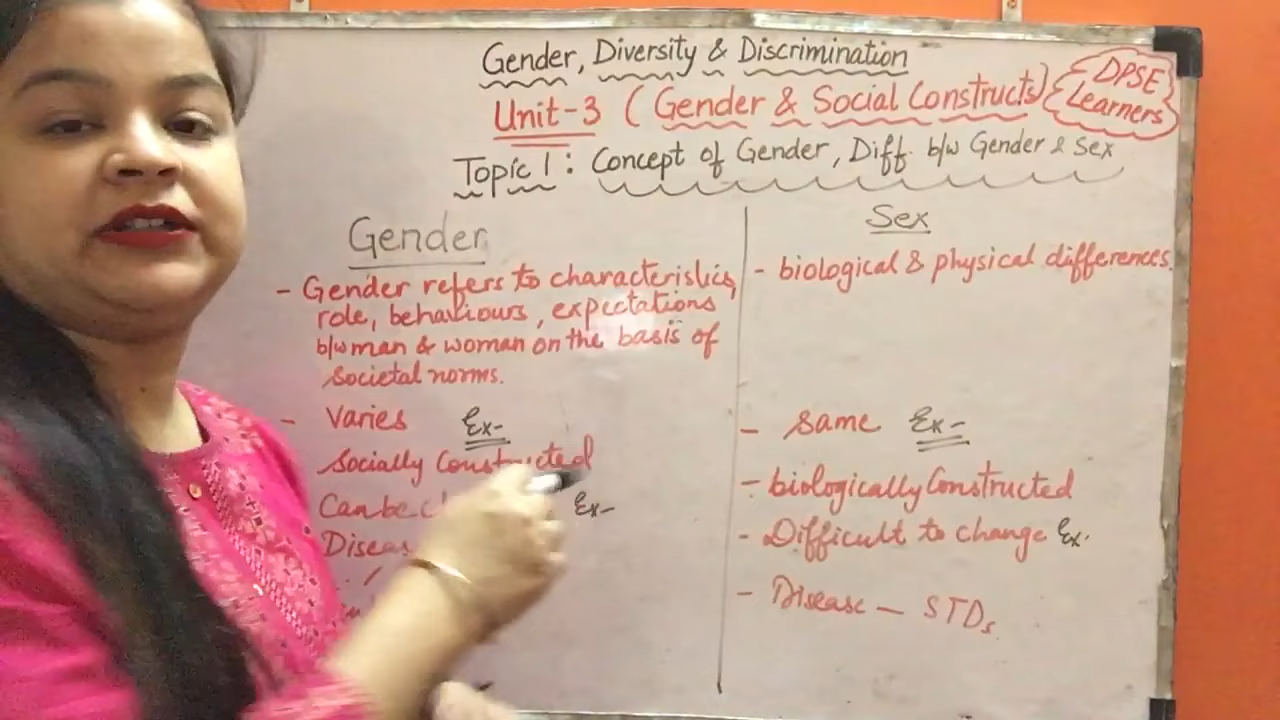 Gender, Diversity & Discrimination
Unit-3 (Gender & Social Constructs)
DPSE
Learners
Topic 1: Concept of Gender, Diff. b/w Gender & Sex
Gender
- Gender refers to characteristics,
role, behaviours, expectations
b/w man & woman on the basis of
societal norms.
- Varies Ex-
Socially Constructed
Can be Ex-
Sex
- biological & physical differences.
- Same Ex-
- biologically Constructed
- Difficult to change Ex.
- Disease - STDs